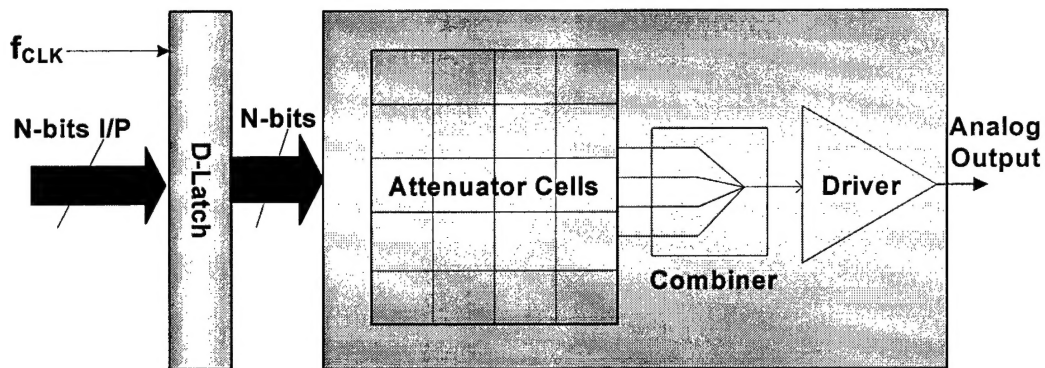 fCLK
N-bits I/P
D-Latch
N-bits
Attenuator Cells
Combiner
Driver
Analog
Output